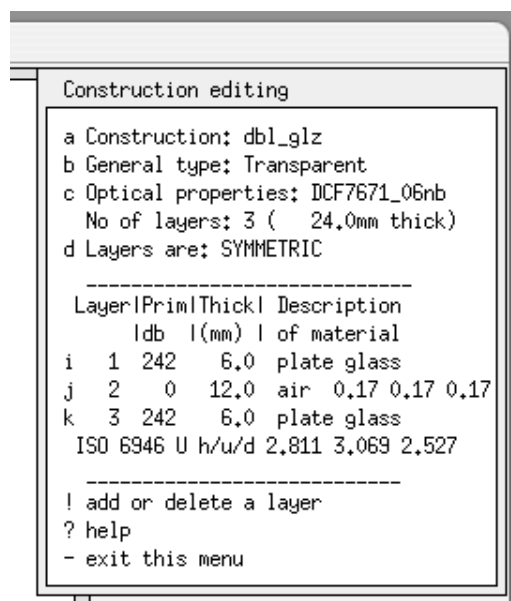 Construction editing
a Construction: dbl_glz
b General type: Transparent
c Optical properties: DCF7671_06nb
No of layers: 3 ( 24.0mm thick)
d Layers are: SYMMETRIC
Layer|Prim|Thick| Description
|db |(mm) | of material
i 1 242 6.0 plate glass
j 2 0 12.0 air 0.17 0.17 0.17
k 3 242 6.0 plate glass
ISO 6946 U h/u/d 2.811 3.069 2.527
! add or delete a layer
? help
- exit this menu